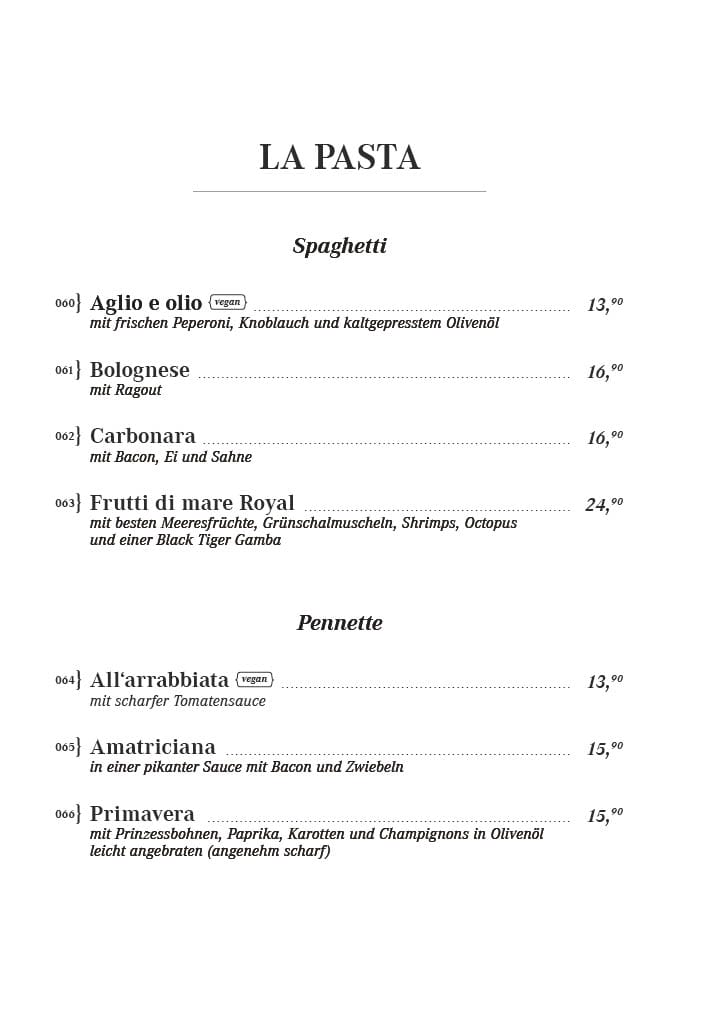 LA PASTA
Spaghetti
060} Aglio e olio {vegan} 13,90
mit frischen Peperoni, Knoblauch und kaltgepresstem Olivenöl
061} Bolognese 16,90
mit Ragout
062} Carbonara 16,90
mit Bacon, Ei und Sahne
063} Frutti di mare Royal 24,90
mit besten Meeresfrüchte, Grünschalmuscheln, Shrimps, Octopus
und einer Black Tiger Gamba
Pennette
064} All‘arrabbiata {vegan} 13,90
mit scharfer Tomatensauce
065} Amatriciana 15,90
in einer pikanter Sauce mit Bacon und Zwiebeln
066} Primavera 15,90
mit Prinzessbohnen, Paprika, Karotten und Champignons in Olivenöl
leicht angebraten (angenehm scharf)